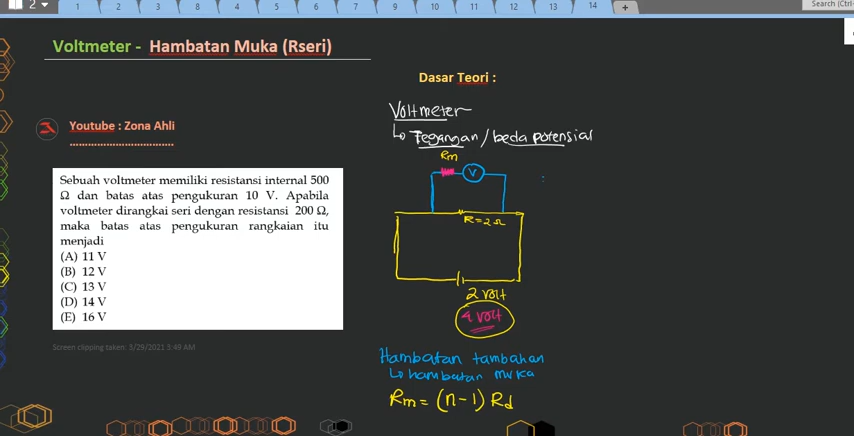 2
1 2 3 8 4 5 6 7 9 10 11 12 13 14 +
Search (Ctrl+
Voltmeter - Hambatan Muka (Rseri)
Dasar Teori :
Youtube : Zona Ahli
Voltmeter
↳ Tegangan / beda potensial
Rm
V
R = 2 Ω
2 volt
4 volt
Sebuah voltmeter memiliki resistansi internal 500
Ω dan batas atas pengukuran 10 V. Apabila
voltmeter dirangkai seri dengan resistansi 200 Ω,
maka batas atas pengukuran rangkaian itu
menjadi
(A) 11 V
(B) 12 V
(C) 13 V
(D) 14 V
(E) 16 V
Screen clipping taken: 3/29/2021 3:49 AM
Hambatan tambahan
↳ hambatan muka
Rm = (n-1) Rd